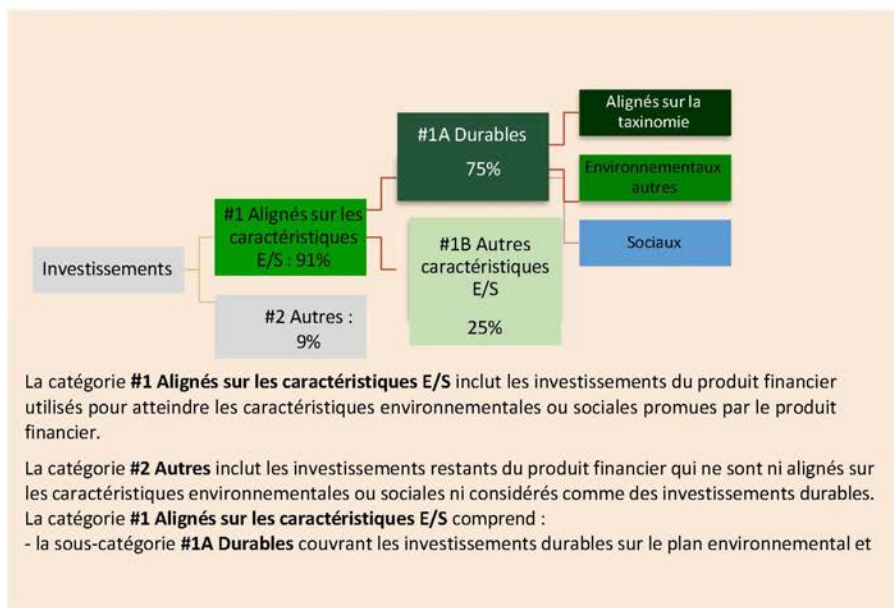 Investissements
#1 Alignés sur les
caractéristiques
E/S : 91%
#2 Autres :
9%
#1A Durables
75%
#1B Autres
caractéristiques
E/S
25%
Alignés sur la
taxinomie
Environnementaux
autres
Sociaux
La catégorie #1 Alignés sur les caractéristiques E/S inclut les investissements du produit financier
utilisés pour atteindre les caractéristiques environnementales ou sociales promues par le produit
financier.
La catégorie #2 Autres inclut les investissements restants du produit financier qui ne sont ni alignés sur
les caractéristiques environnementales ou sociales ni considérés comme des investissements durables.
La catégorie #1 Alignés sur les caractéristiques E/S comprend :
- la sous-catégorie #1A Durables couvrant les investissements durables sur le plan environnemental et